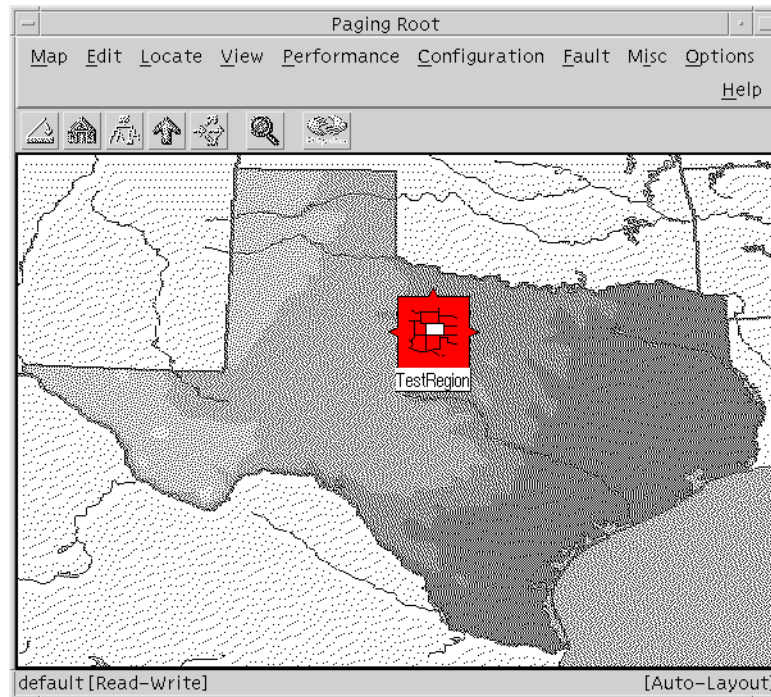 Paging Root
Map Edit Locate View Performance Configuration Fault Misc Options
Help
TestRegion
default [Read-Write] [Auto-Layout]